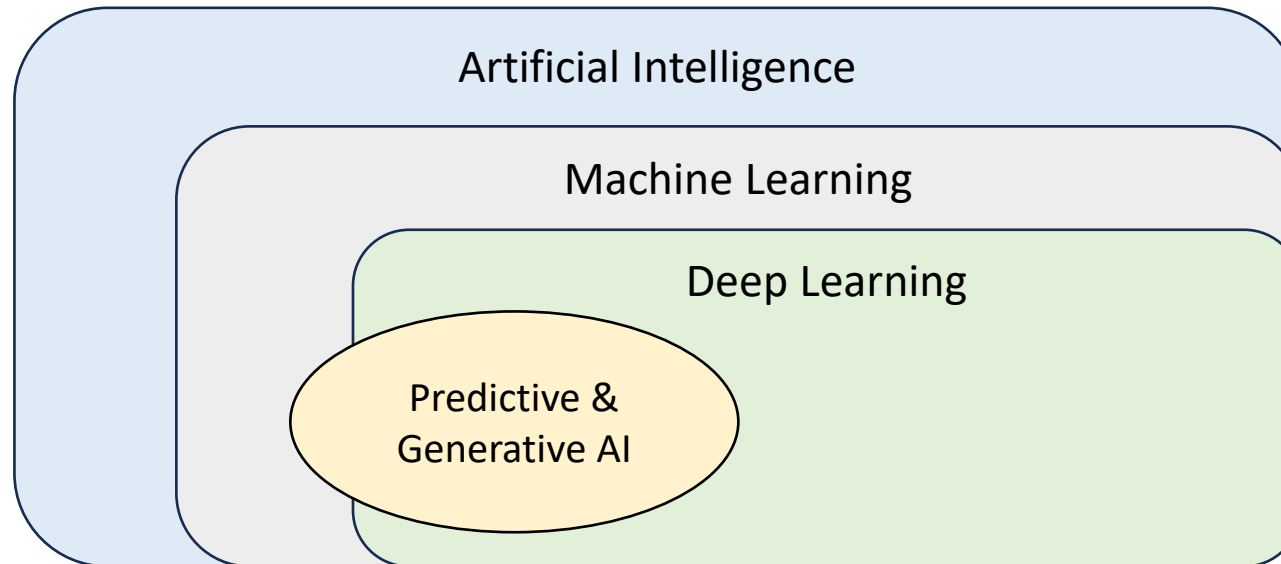 Artificial Intelligence
Machine Learning
Deep Learning
Predictive &
Generative AI